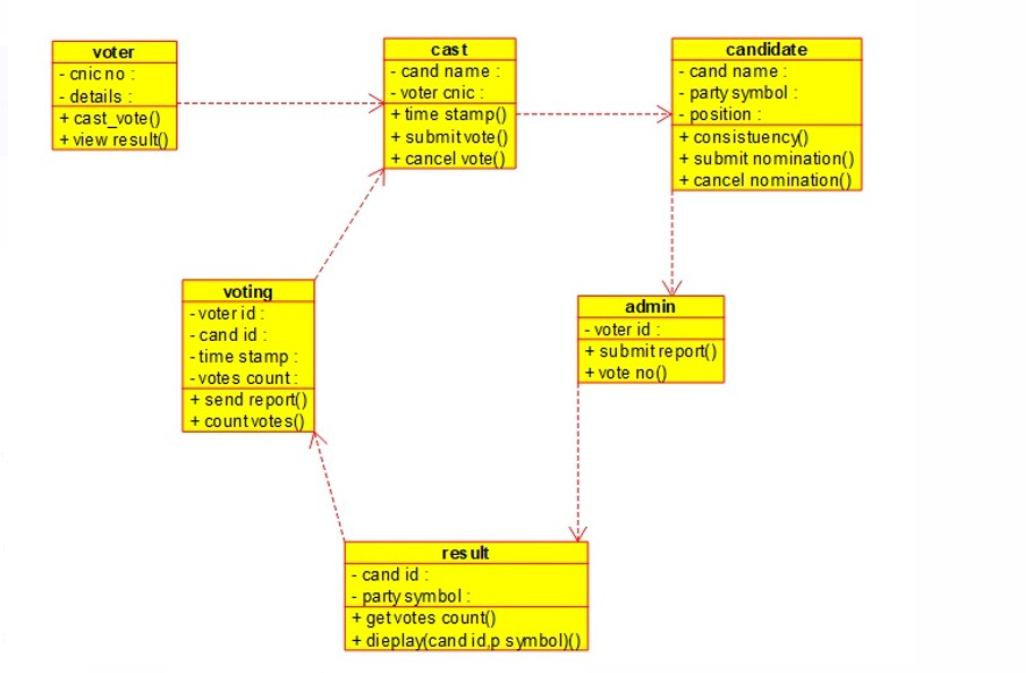 voter
- cnic no :
- details :
+ cast_vote()
+ view result()
cast
- cand name :
- voter cnic :
+ time stamp()
+ submit vote()
+ cancel vote()
candidate
- cand name :
- party symbol :
- position :
+ consistuency()
+ submit nomination()
+ cancel nomination()
voting
- voter id :
- cand id :
- time stamp :
- votes count :
+ send report()
+ count votes()
admin
- voter id :
+ submit report()
+ vote no()
result
- cand id :
- party symbol :
+ get votes count()
+ dieplay(cand id,p symbol)()